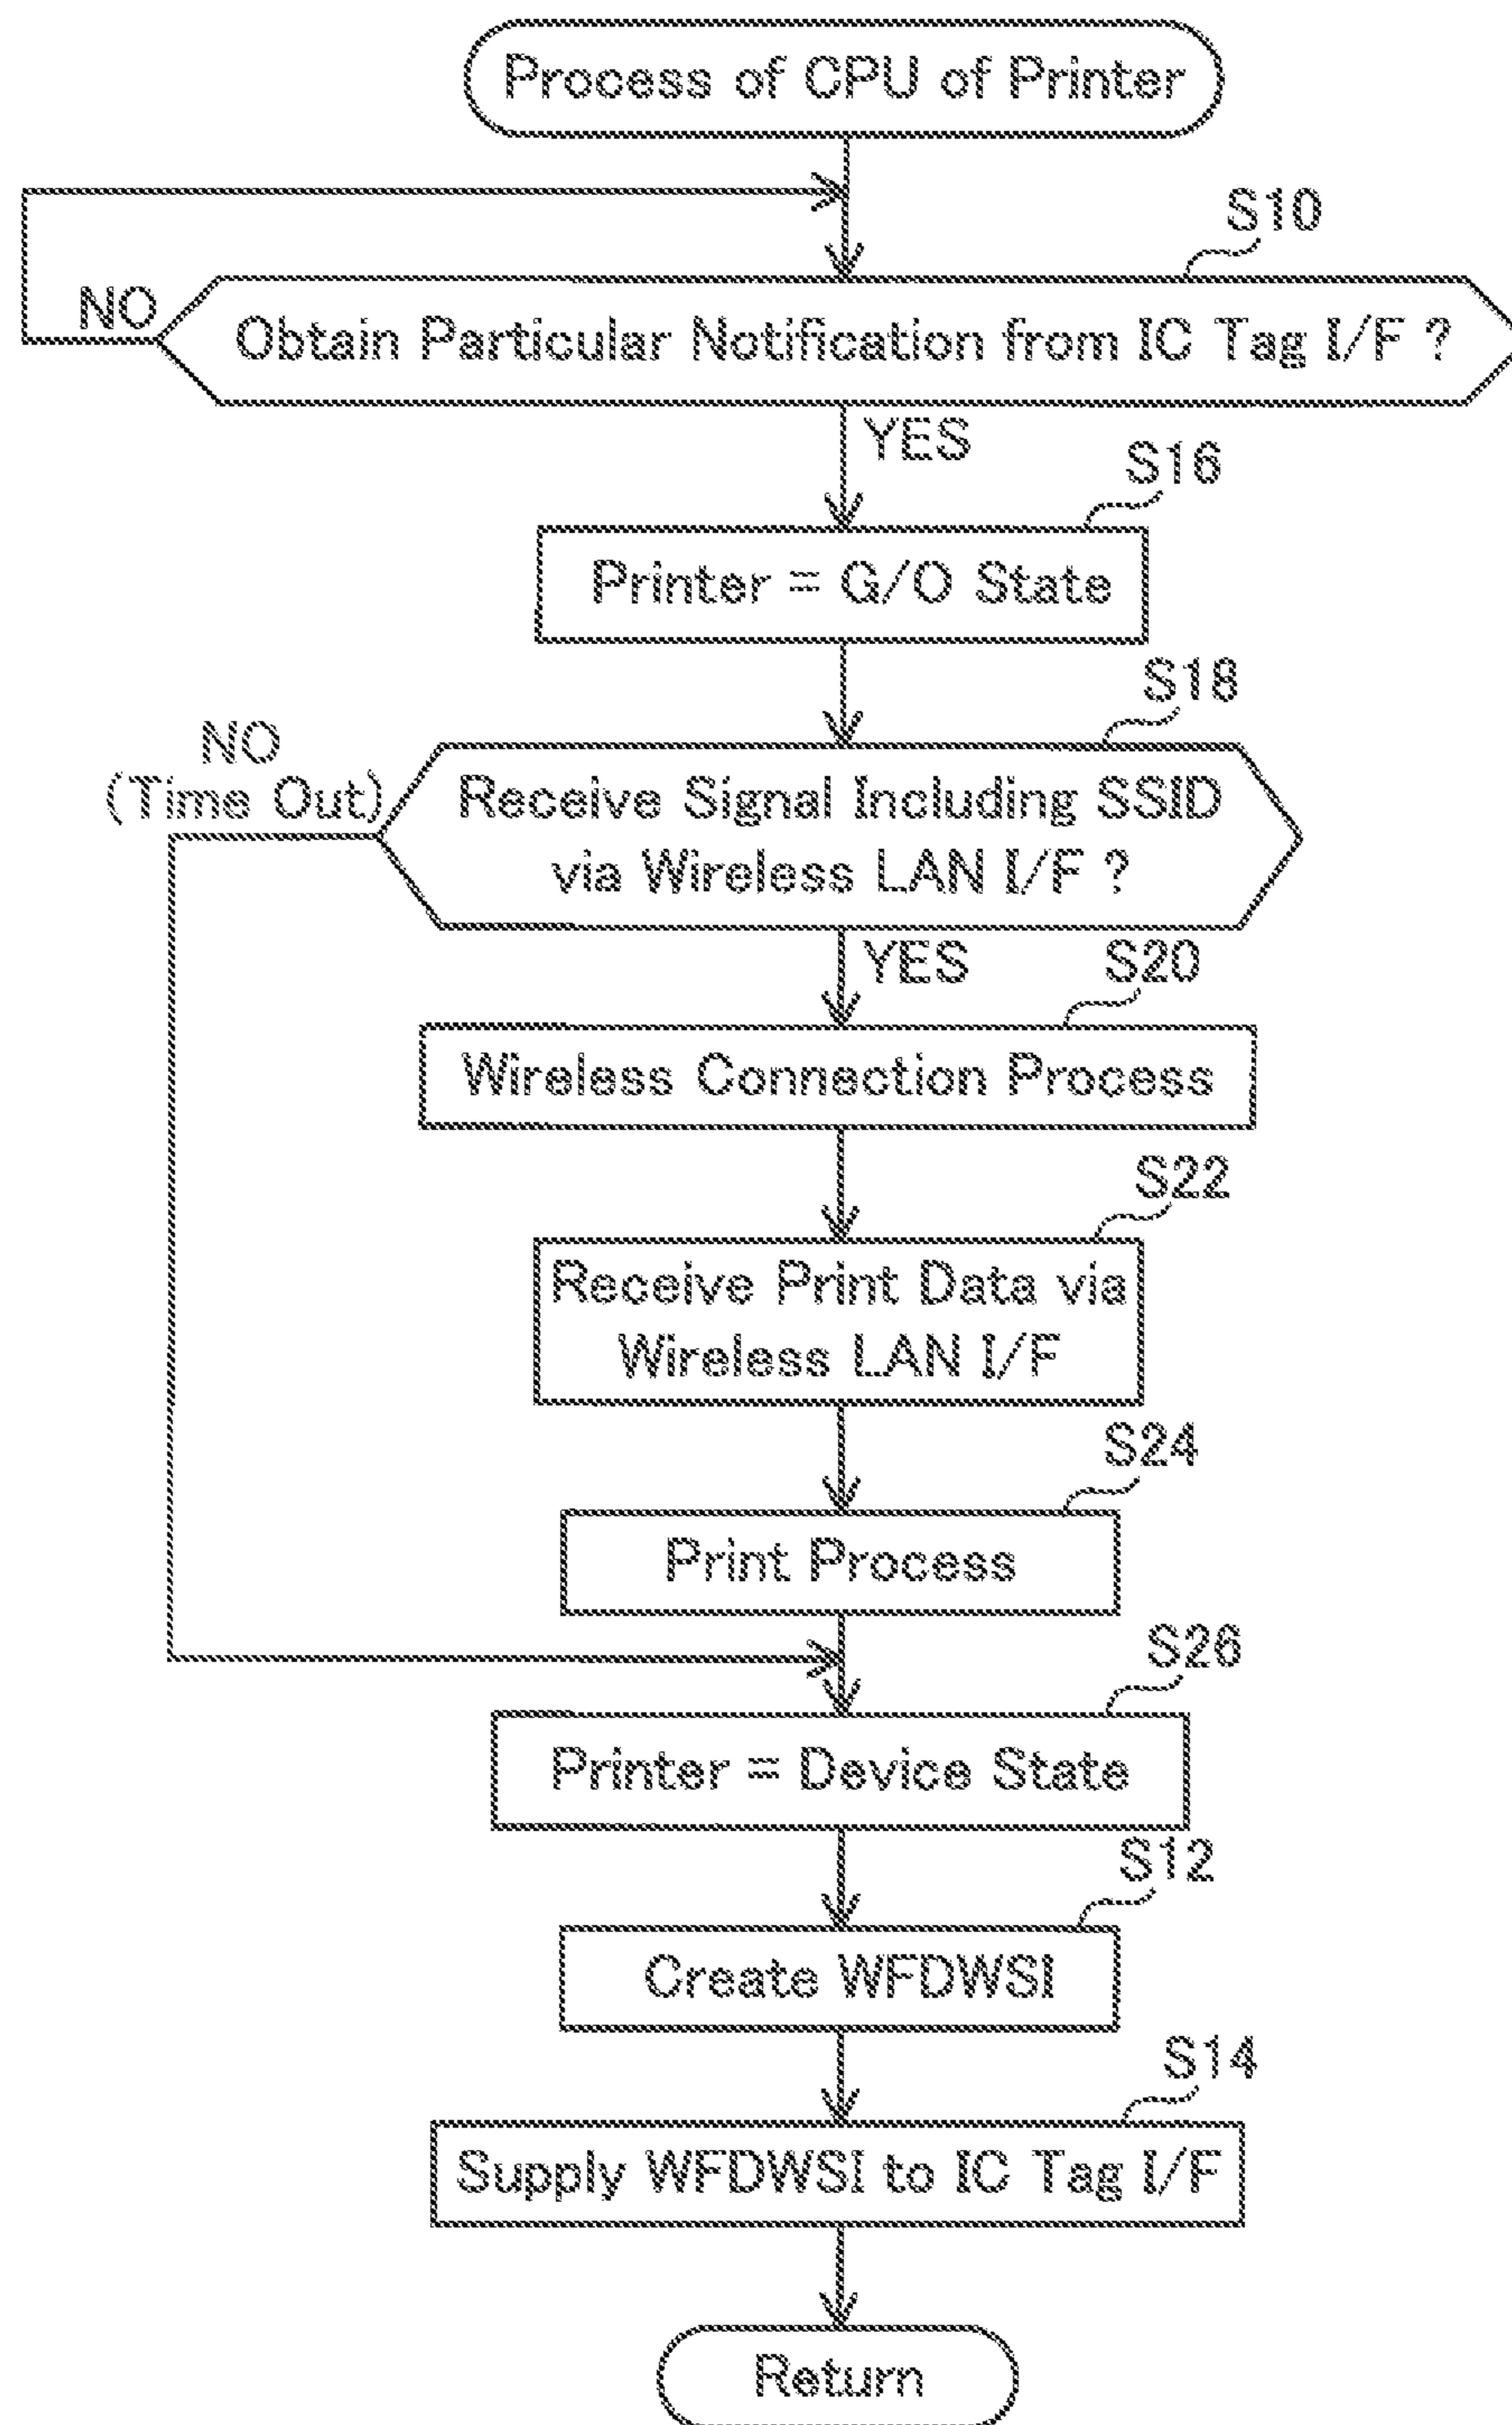 Process of CPU of Printer
S10
NO
Obtain Particular Notification from IC Tag I/F ?
YES
S16
Printer = G/O State
S18
NO
(Time Out)
Receive Signal Including SSID
via Wireless LAN I/F ?
YES
S20
Wireless Connection Process
S22
Receive Print Data via
Wireless LAN I/F
S24
Print Process
S26
Printer = Device State
S12
Create WFDWSI
S14
Supply WFDWSI to IC Tag I/F
Return